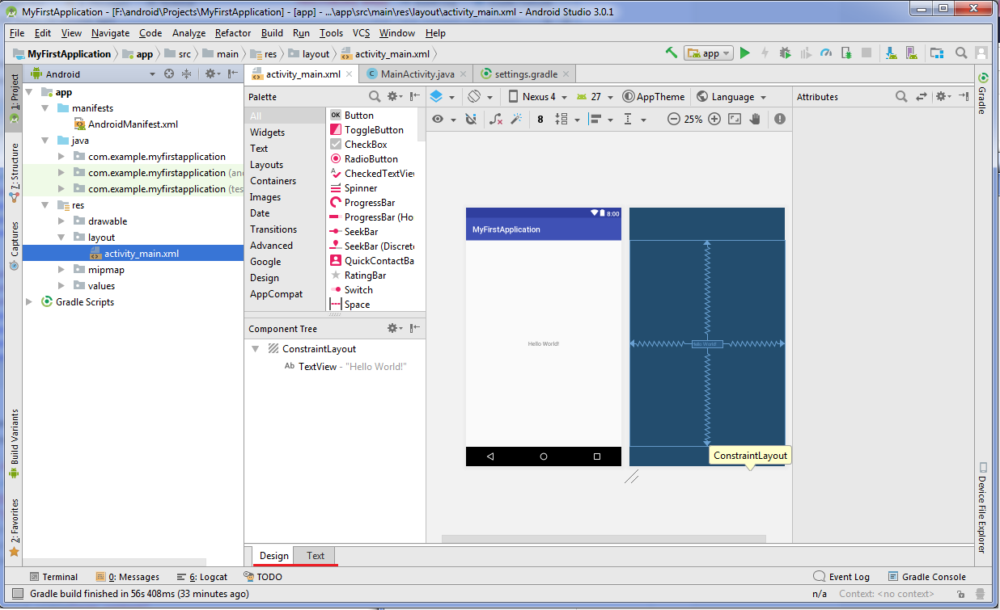 MyFirstApplication - [F:\android\Projects\MyFirstApplication] - [app] - ...\app\src\main\res\layout\activity_main.xml - Android Studio 3.0.1
File Edit View Navigate Code Analyze Refactor Build Run Tools VCS Window Help
MyFirstApplication app src main res layout activity_main.xml app
1: Project
7: Structure
Captures
Build Variants
2: Favorites
Android
app
manifests
AndroidManifest.xml
java
com.example.myfirstapplication
com.example.myfirstapplication (and
com.example.myfirstapplication (tes
res
drawable
layout
activity_main.xml
mipmap
values
Gradle Scripts
activity_main.xml MainActivity.java settings.gradle
Palette
All
Widgets
Text
Layouts
Containers
Images
Date
Transitions
Advanced
Google
Design
AppCompat
OK Button
ToggleButton
CheckBox
RadioButton
CheckedTextVie
Spinner
ProgressBar
ProgressBar (Ho
SeekBar
SeekBar (Discrete
QuickContactBa
RatingBar
Switch
Space
Component Tree
ConstraintLayout
Ab TextView - "Hello World!"
Nexus 4 27 AppTheme Language
8 25%
8:00
MyFirstApplication
Hello World!
Hello World!
ConstraintLayout
Attributes
Gradle
Device File Explorer
Design Text
Terminal 0: Messages 6: Logcat TODO Event Log Gradle Console
Gradle build finished in 56s 408ms (33 minutes ago) n/a Context: <no context>